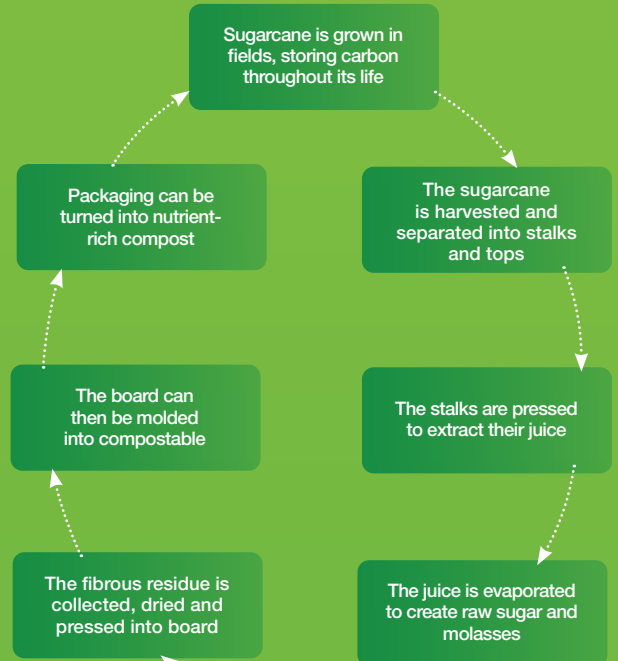 Sugarcane is grown in
fields, storing carbon
throughout its life
The sugarcane
is harvested and
separated into stalks
and tops
The stalks are pressed
to extract their juice
The juice is evaporated
to create raw sugar and
molasses
The fibrous residue is
collected, dried and
pressed into board
The board can
then be molded
into compostable
Packaging can be
turned into nutrient-
rich compost